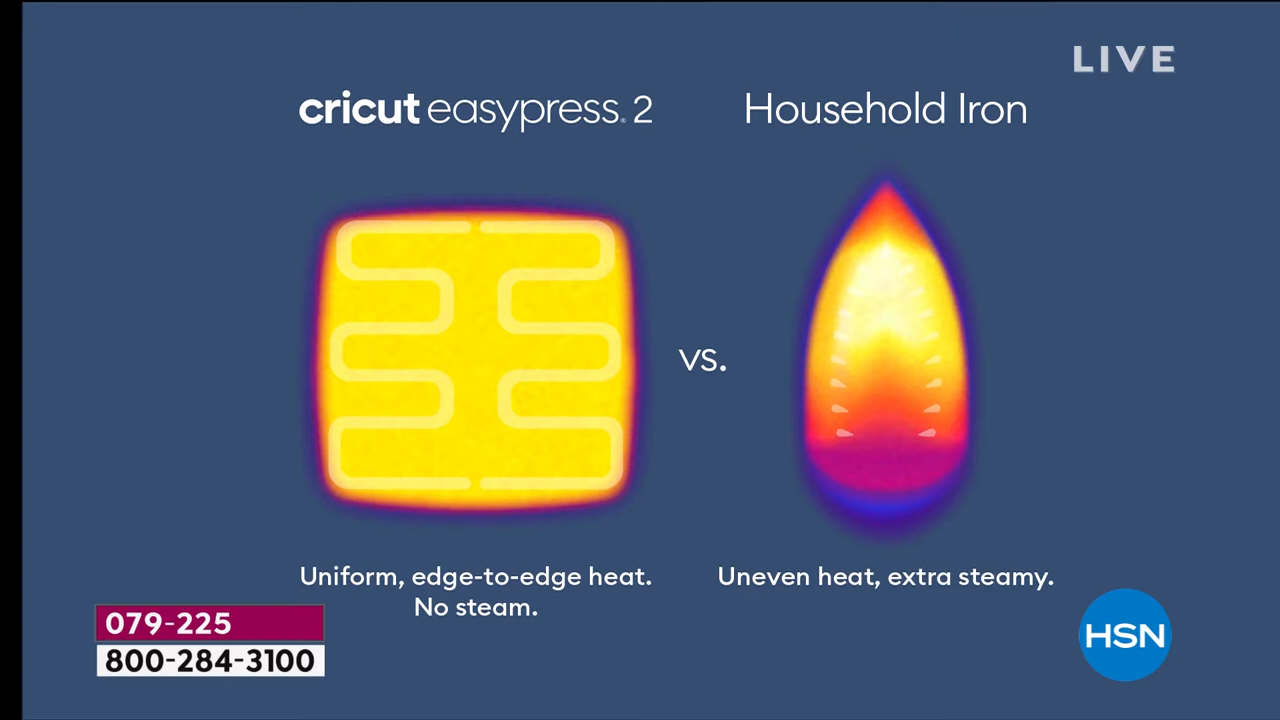 LIVE
cricut easypress® 2
Household Iron
vs.
Uniform, edge-to-edge heat.
No steam.
Uneven heat, extra steamy.
079-225
800-284-3100
HSN